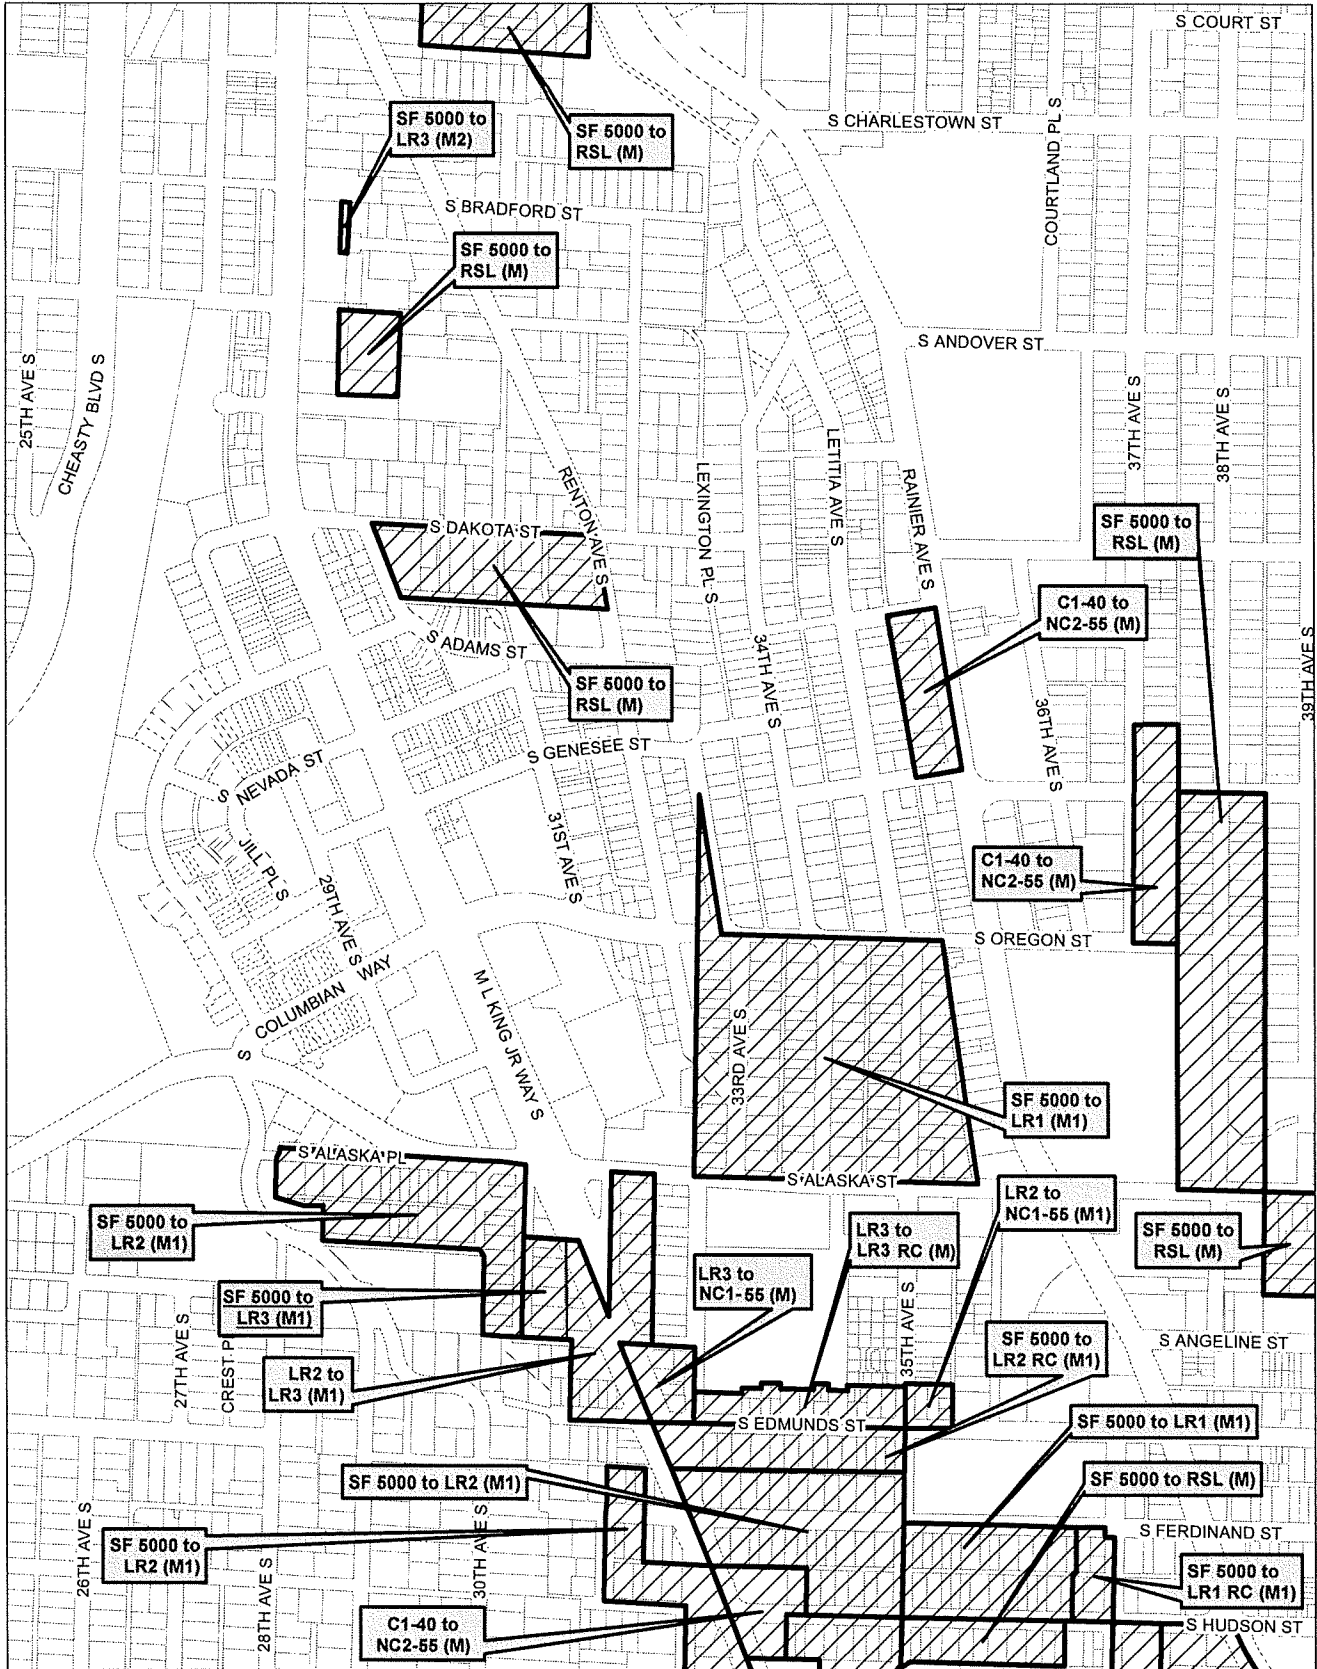 S COURT ST
SF 5000 to
LR3 (M2)
SF 5000 to
RSL (M)
S CHARLESTOWN ST
COURTLAND PL S
S BRADFORD ST
SF 5000 to
RSL (M)
S ANDOVER ST
25TH AVE S
CHEASTY BLVD S
37TH AVE S
38TH AVE S
RENTON AVE S
LEXINGTON PL S
LETITIA AVE S
RAINIER AVE S
SF 5000 to
RSL (M)
S DAKOTA ST
C1-40 to
NC2-55 (M)
S ADAMS ST
34TH AVE S
39TH AVE S
SF 5000 to
RSL (M)
36TH AVE S
S GENESEE ST
S NEVADA ST
31ST AVE S
JILL PL S
29TH AVE S
C1-40 to
NC2-55 (M)
S OREGON ST
S COLUMBIAN WAY
M L KING JR WAY S
33RD AVE S
SF 5000 to
LR1 (M1)
S ALASKA PL
S ALASKA ST
LR2 to
NC1-55 (M1)
SF 5000 to
LR2 (M1)
LR3 to
LR3 RC (M)
SF 5000 to
RSL (M)
LR3 to
NC1-55 (M)
SF 5000 to
LR3 (M1)
35TH AVE S
SF 5000 to
LR2 RC (M1)
S ANGELINE ST
27TH AVE S
CREST PL
LR2 to
LR3 (M1)
S EDMUNDS ST
SF 5000 to LR1 (M1)
SF 5000 to LR2 (M1)
SF 5000 to RSL (M)
26TH AVE S
SF 5000 to
LR2 (M1)
28TH AVE S
30TH AVE S
S FERDINAND ST
SF 5000 to
LR1 RC (M1)
C1-40 to
NC2-55 (M)
S HUDSON ST